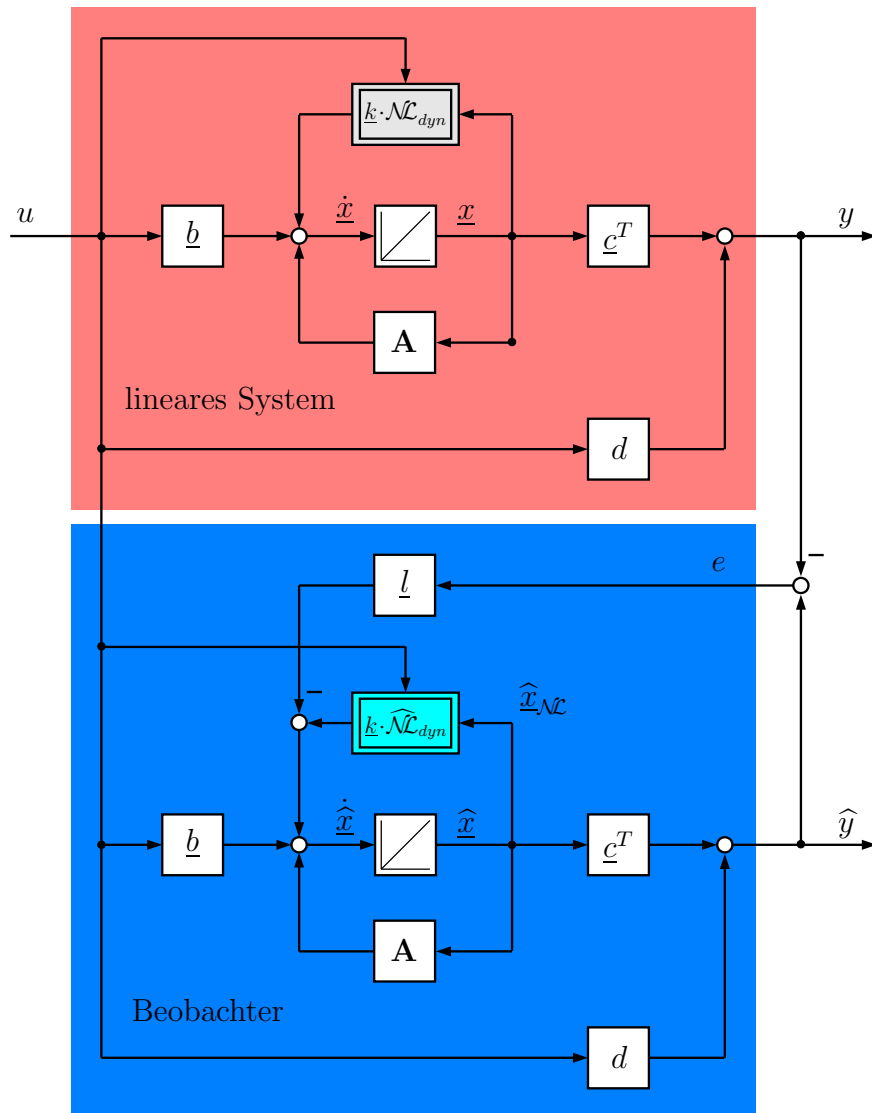 k·𝒩ℒ_dyn
u
b
ẋ
x
c^T
y
A
lineares System
d
−
e
l
−
k·𝒩ℒ̂_dyn
x̂_𝒩ℒ
b
x̂̇
x̂
c^T
ŷ
A
Beobachter
d